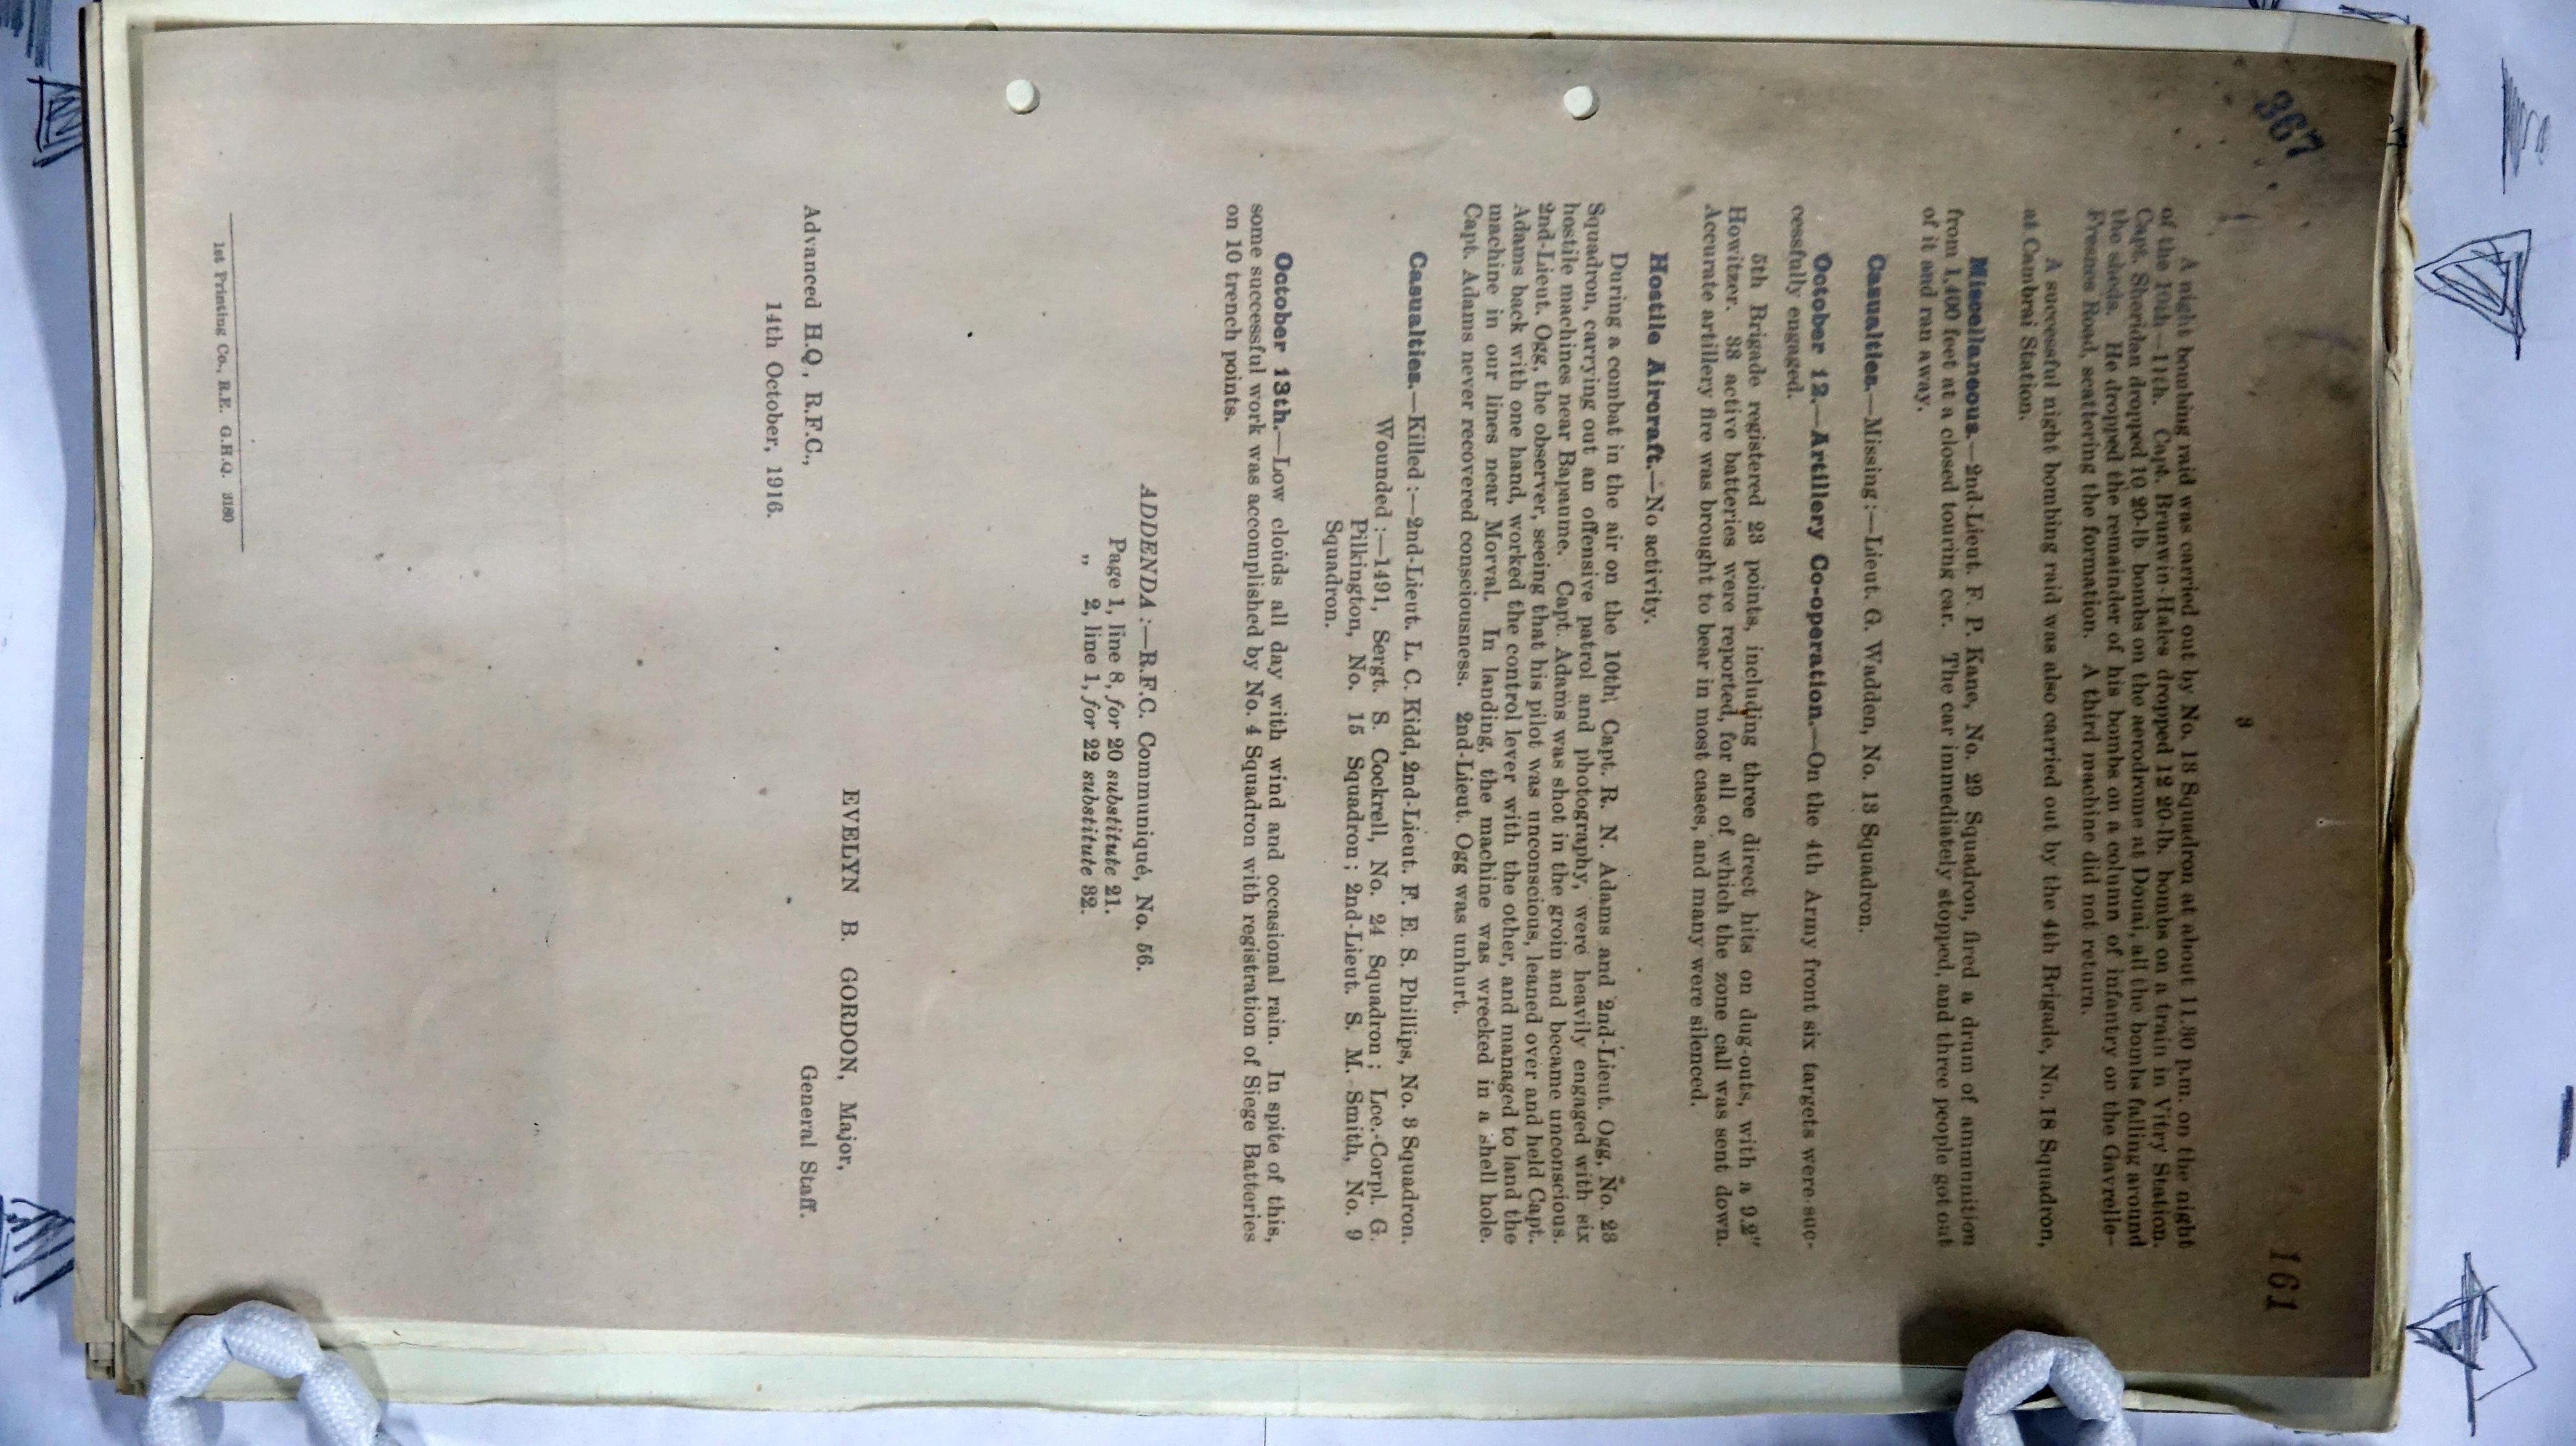 367
161
3
A night bombing raid was carried out by No. 13 Squadron at about 11.30 p.m. on the night
of the 10th—11th. Capt. Brunwin-Hales dropped 12 20-lb. bombs on a train in Vitry Station.
Capt. Sheridan dropped 10 20-lb bombs on the aerodrome at Douai, all the bombs falling around
the sheds. He dropped the remainder of his bombs on a column of infantry on the Gavrelle-
Fresnes Road, scattering the formation. A third machine did not return.
A successful night bombing raid was also carried out by the 4th Brigade, No. 18 Squadron,
at Cambrai Station.
Miscellaneous.—2nd-Lieut. F. P. Kane, No. 29 Squadron, fired a drum of ammunition
from 1,400 feet at a closed touring car. The car immediately stopped, and three people got out
of it and ran away.
Casualties.—Missing:—Lieut. G. Wadden, No. 13 Squadron.
October 12.—Artillery Co-operation.—On the 4th Army front six targets were suc-
cessfully engaged.
5th Brigade registered 23 points, including three direct hits on dug-outs, with a 9.2"
Howitzer. 38 active batteries were reported, for all of which the zone call was sent down.
Accurate artillery fire was brought to bear in most cases, and many were silenced.
Hostile Aircraft.—No activity.
During a combat in the air on the 10th, Capt. R. N. Adams and 2nd-Lieut. Ogg, No. 23
Squadron, carrying out an offensive patrol and photography, were heavily engaged with six
hostile machines near Bapaume. Capt. Adams was shot in the groin and became unconscious.
2nd-Lieut. Ogg, the observer, seeing that his pilot was unconscious, leaned over and held Capt.
Adams back with one hand, worked the control lever with the other, and managed to land the
machine in our lines near Morval. In landing, the machine was wrecked in a shell hole.
Capt. Adams never recovered consciousness. 2nd-Lieut. Ogg was unhurt.
Casualties.—Killed:—2nd-Lieut. L. C. Kidd, 2nd-Lieut. F. E. S. Phillips, No. 3 Squadron.
Wounded:—1491, Sergt. S. Cockrell, No. 24 Squadron; Lce.-Corpl. G.
Pilkington, No. 15 Squadron; 2nd-Lieut. S. M. Smith, No. 9
Squadron.
October 13th.—Low clouds all day with wind and occasional rain. In spite of this,
some successful work was accomplished by No. 4 Squadron with registration of Siege Batteries
on 10 trench points.
ADDENDA:—R.F.C. Communiqué, No. 56.
Page 1, line 8, for 20 substitute 21.
„ 2, line 1, for 22 substitute 32.
EVELYN B. GORDON, Major,
General Staff.
Advanced H.Q., R.F.C.,
14th October, 1916.
1st Printing Co., R.E. G.H.Q. 3180